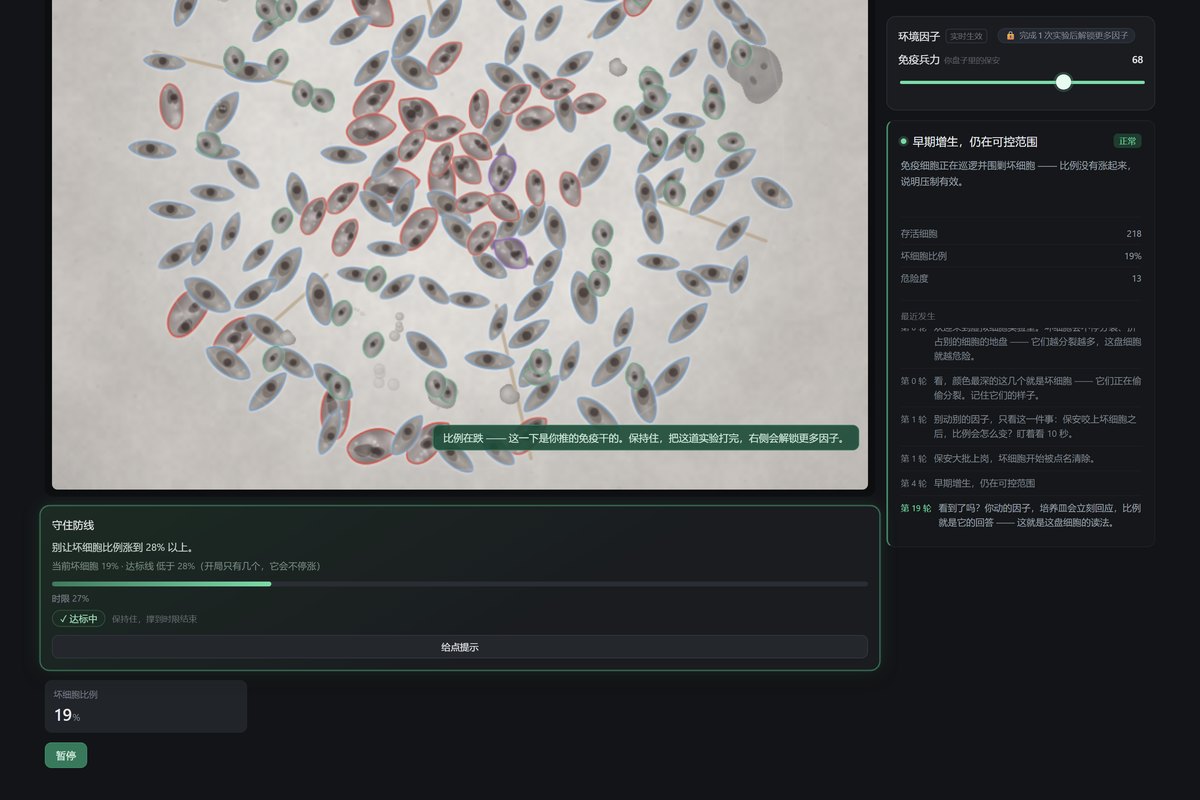 环境因子 实时生效 🔒 完成 1 次实验后解锁更多因子
免疫兵力 你盘子里的保安 68
早期增生，仍在可控范围 正常
免疫细胞正在巡逻并围剿坏细胞 —— 比例没有涨起来，
说明压制有效。
存活细胞 218
坏细胞比例 19%
危险度 13
最近发生
占别的细胞的地盘 —— 它们越分裂越多，这盘细胞
就越危险。
第 0 轮 看，颜色最深的这几个就是坏细胞 —— 它们正在偷
偷分裂。记住它们的样子。
第 1 轮 别动别的因子，只看这一件事：保安咬上坏细胞之
后，比例会怎么变？盯着看 10 秒。
第 1 轮 保安大批上岗，坏细胞开始被点名清除。
第 4 轮 早期增生，仍在可控范围
第 19 轮 看到了吗？你动的因子，培养皿会立刻回应，比例
就是它的回答 —— 这就是这盘细胞的读法。
比例在跌 —— 这一下是你推的免疫干的。保持住，把这道实验打完，右侧会解锁更多因子。
守住防线
别让坏细胞比例涨到 28% 以上。
当前坏细胞 19% · 达标线 低于 28%（开局只有几个，它会不停涨）
时限 27%
✓ 达标中 保持住，撑到时限结束
给点提示
坏细胞比例
19%
暂停